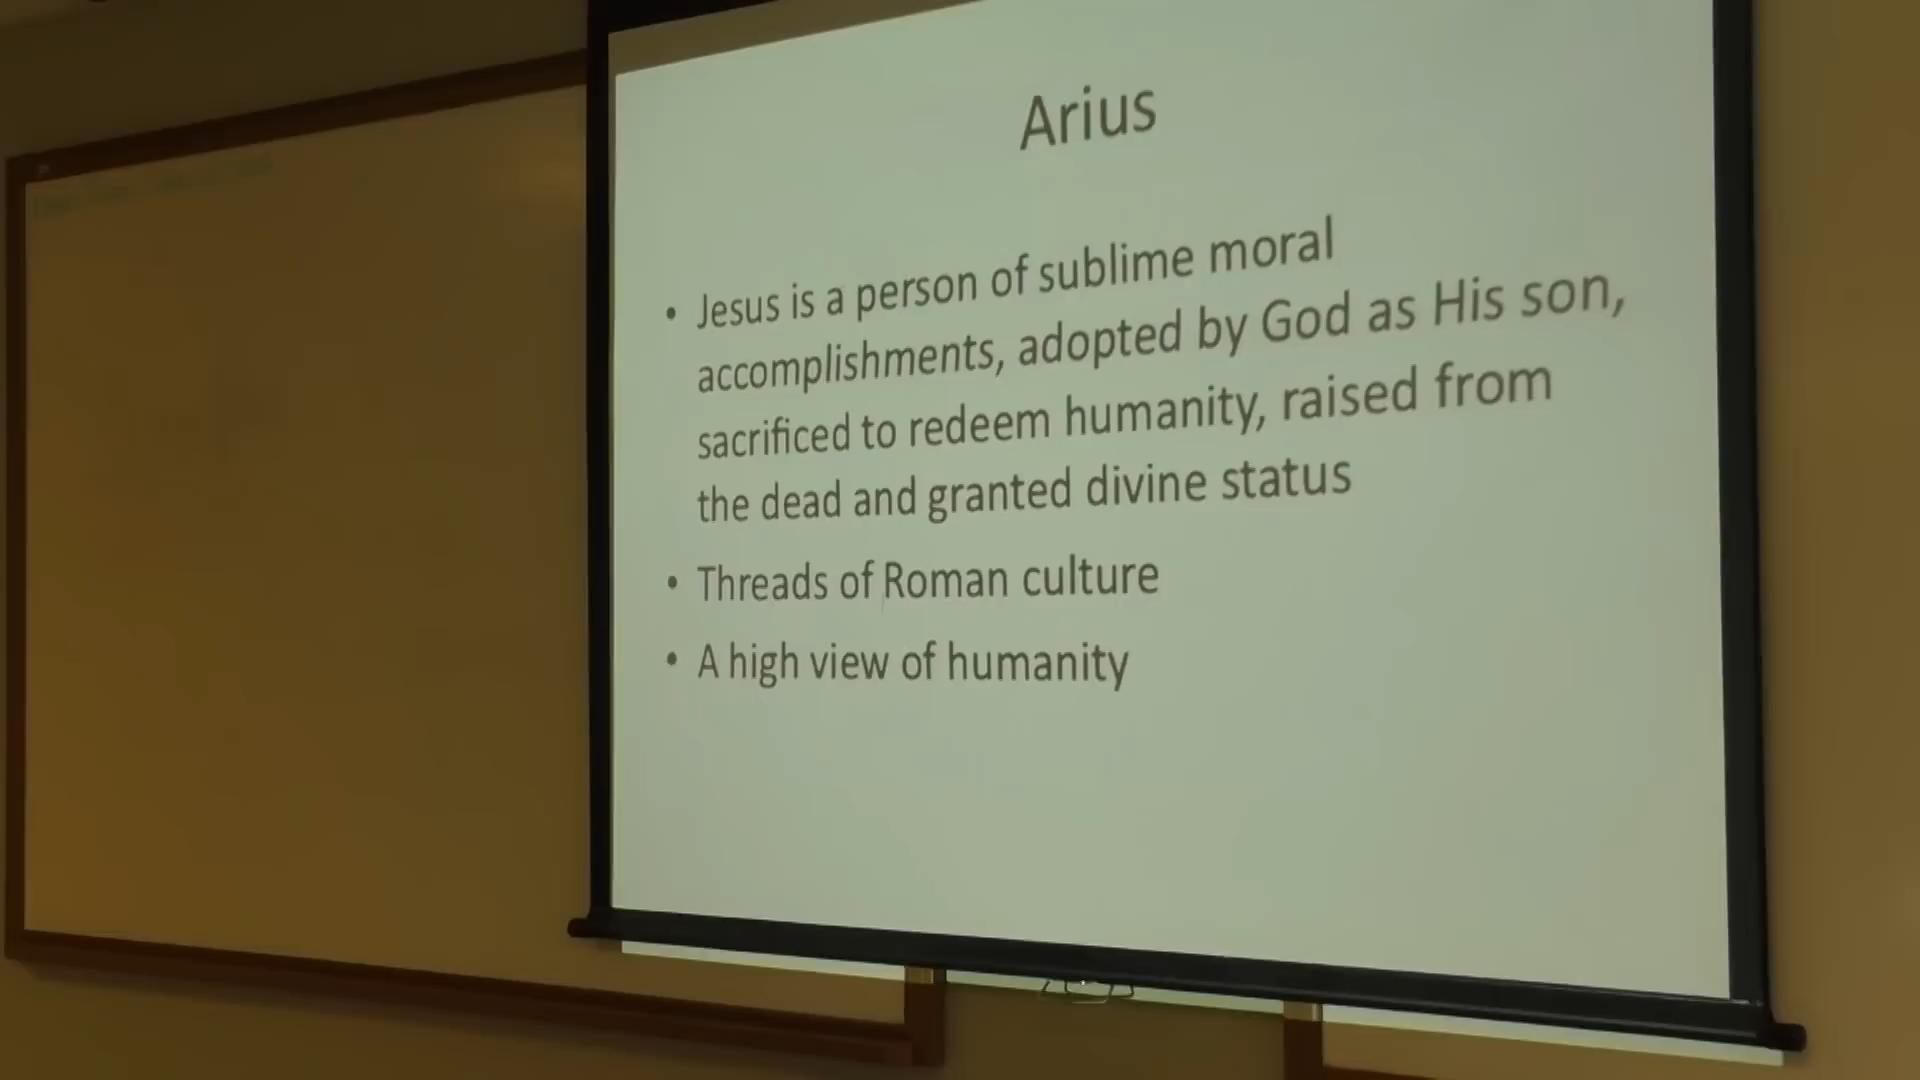 Arius
• Jesus is a person of sublime moral
accomplishments, adopted by God as His son,
sacrificed to redeem humanity, raised from
the dead and granted divine status
• Threads of Roman culture
• A high view of humanity